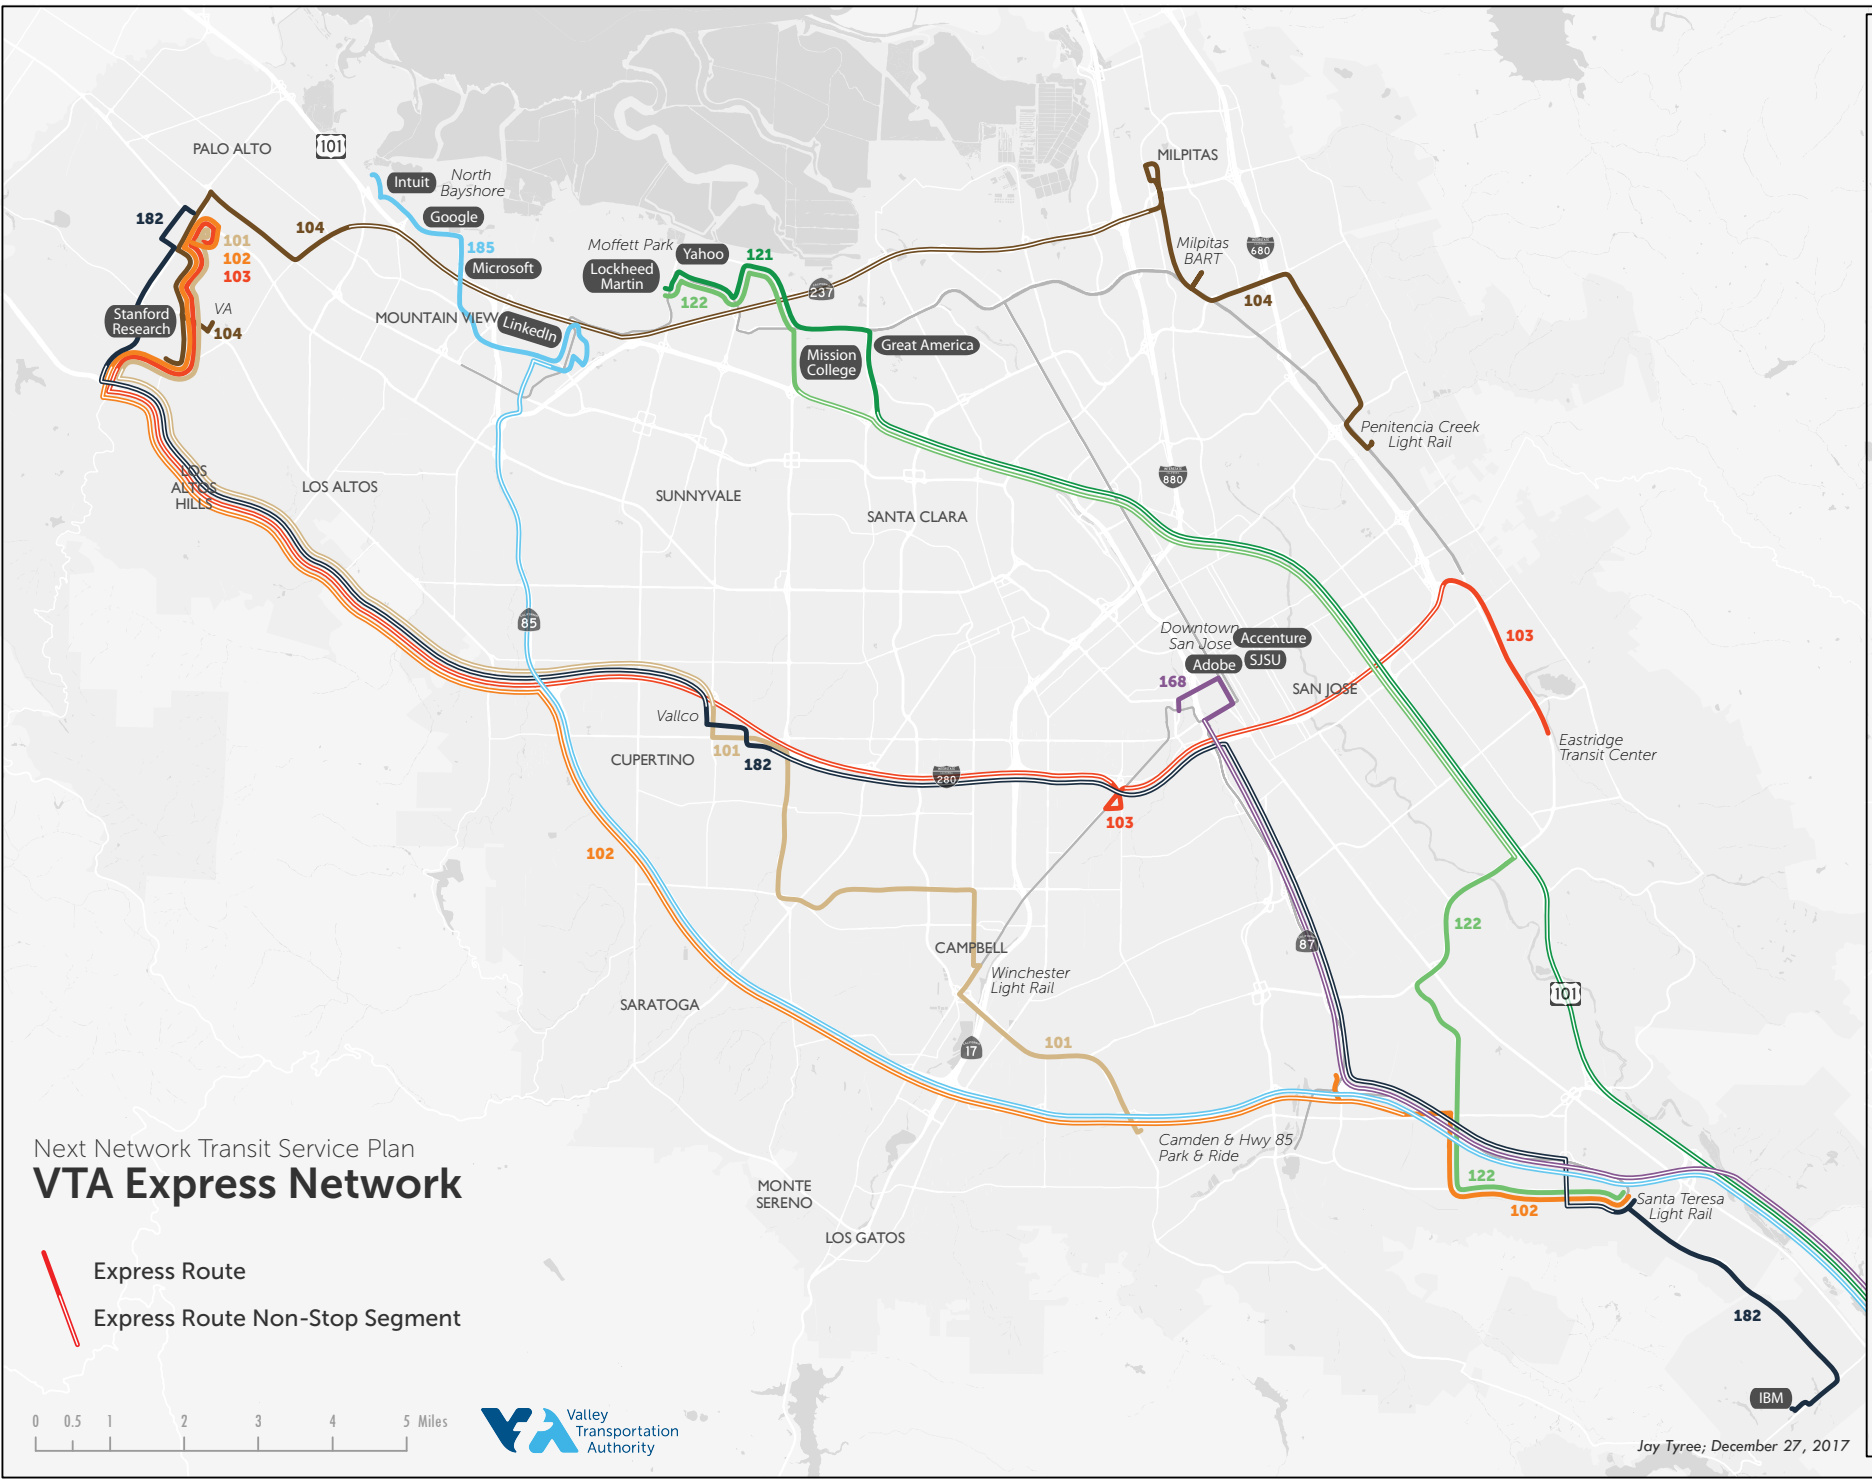 PALO ALTO
101
MILPITAS
Intuit
North
Bayshore
182
Google
104
101
102
103
185
Microsoft
Moffett Park
Yahoo
121
Lockheed
Martin
122
237
Milpitas
BART
680
104
Stanford
Research
VA
104
MOUNTAIN VIEW
LinkedIn
Mission
College
Great America
Penitencia Creek
Light Rail
LOS
ALTOS
HILLS
LOS ALTOS
SUNNYVALE
SANTA CLARA
880
85
Downtown
San Jose
Accenture
Adobe
SJSU
168
SAN JOSE
103
Eastridge
Transit Center
Vallco
CUPERTINO
101
182
280
103
102
CAMPBELL
Winchester
Light Rail
87
122
101
SARATOGA
17
101
Camden & Hwy 85
Park & Ride
MONTE
SERENO
LOS GATOS
122
102
Santa Teresa
Light Rail
182
IBM
Next Network Transit Service Plan
VTA Express Network
Express Route
Express Route Non-Stop Segment
0 0.5 1 2 3 4 5 Miles
VTA
Valley
Transportation
Authority
Jay Tyree; December 27, 2017